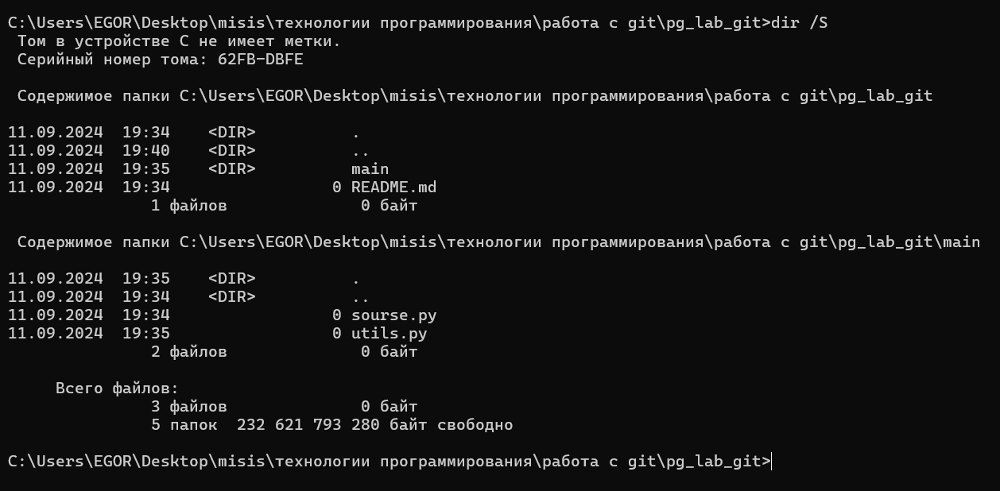 C:\Users\EGOR\Desktop\misis\технологии программирования\работа с git\pg_lab_git>dir /S
Том в устройстве C не имеет метки.
Серийный номер тома: 62FB-DBFE
Содержимое папки C:\Users\EGOR\Desktop\misis\технологии программирования\работа с git\pg_lab_git
11.09.2024  19:34    <DIR>          .
11.09.2024  19:40    <DIR>          ..
11.09.2024  19:35    <DIR>          main
11.09.2024  19:34                 0 README.md
1 файлов              0 байт
Содержимое папки C:\Users\EGOR\Desktop\misis\технологии программирования\работа с git\pg_lab_git\main
11.09.2024  19:35    <DIR>          .
11.09.2024  19:34    <DIR>          ..
11.09.2024  19:34                 0 sourse.py
11.09.2024  19:35                 0 utils.py
2 файлов              0 байт
Всего файлов:
3 файлов              0 байт
5 папок  232 621 793 280 байт свободно
C:\Users\EGOR\Desktop\misis\технологии программирования\работа с git\pg_lab_git>